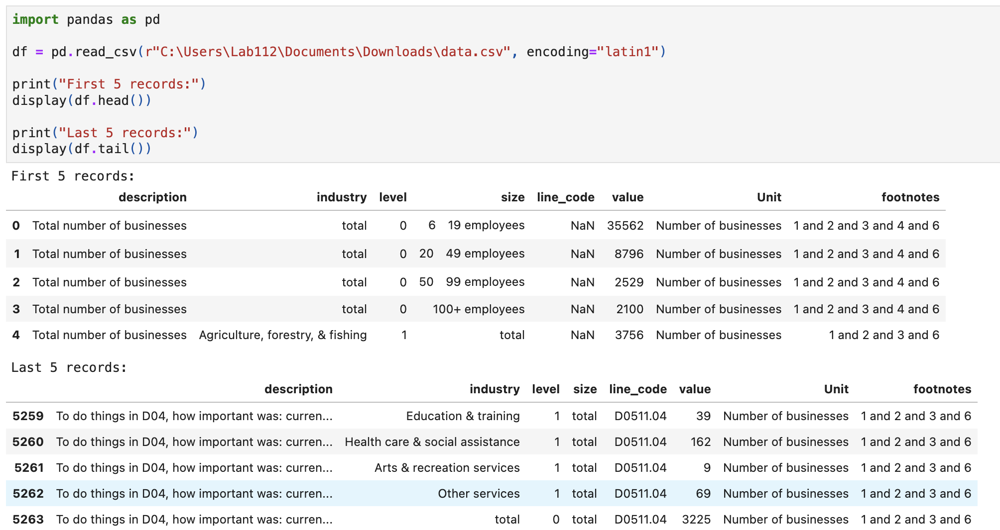 import pandas as pd
df = pd.read_csv(r"C:\Users\Lab112\Documents\Downloads\data.csv", encoding="latin1")
print("First 5 records:")
display(df.head())
print("Last 5 records:")
display(df.tail())
First 5 records:
description industry level size line_code value Unit footnotes
0 Total number of businesses total 0 6 19 employees NaN 35562 Number of businesses 1 and 2 and 3 and 4 and 6
1 Total number of businesses total 0 20 49 employees NaN 8796 Number of businesses 1 and 2 and 3 and 4 and 6
2 Total number of businesses total 0 50 99 employees NaN 2529 Number of businesses 1 and 2 and 3 and 4 and 6
3 Total number of businesses total 0 100+ employees NaN 2100 Number of businesses 1 and 2 and 3 and 4 and 6
4 Total number of businesses Agriculture, forestry, & fishing 1 total NaN 3756 Number of businesses 1 and 2 and 3 and 6
Last 5 records:
description industry level size line_code value Unit footnotes
5259 To do things in D04, how important was: curren... Education & training 1 total D0511.04 39 Number of businesses 1 and 2 and 3 and 6
5260 To do things in D04, how important was: curren... Health care & social assistance 1 total D0511.04 162 Number of businesses 1 and 2 and 3 and 6
5261 To do things in D04, how important was: curren... Arts & recreation services 1 total D0511.04 9 Number of businesses 1 and 2 and 3 and 6
5262 To do things in D04, how important was: curren... Other services 1 total D0511.04 69 Number of businesses 1 and 2 and 3 and 6
5263 To do things in D04, how important was: curren... total 0 total D0511.04 3225 Number of businesses 1 and 2 and 3 and 6